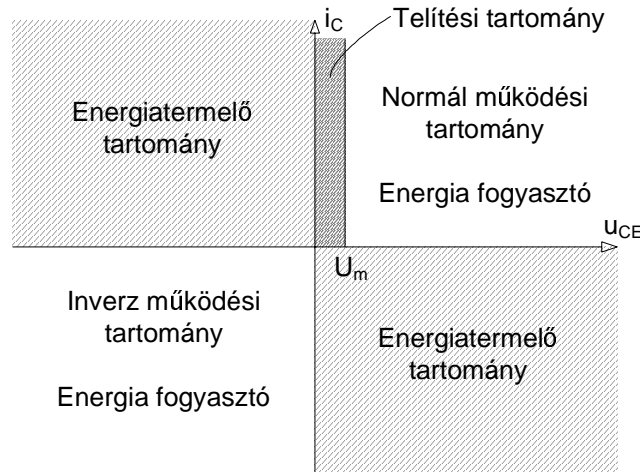 i_C
Telítési tartomány
Energiatermelő
tartomány
Normál működési
tartomány
Energia fogyasztó
u_CE
U_m
Inverz működési
tartomány
Energia fogyasztó
Energiatermelő
tartomány